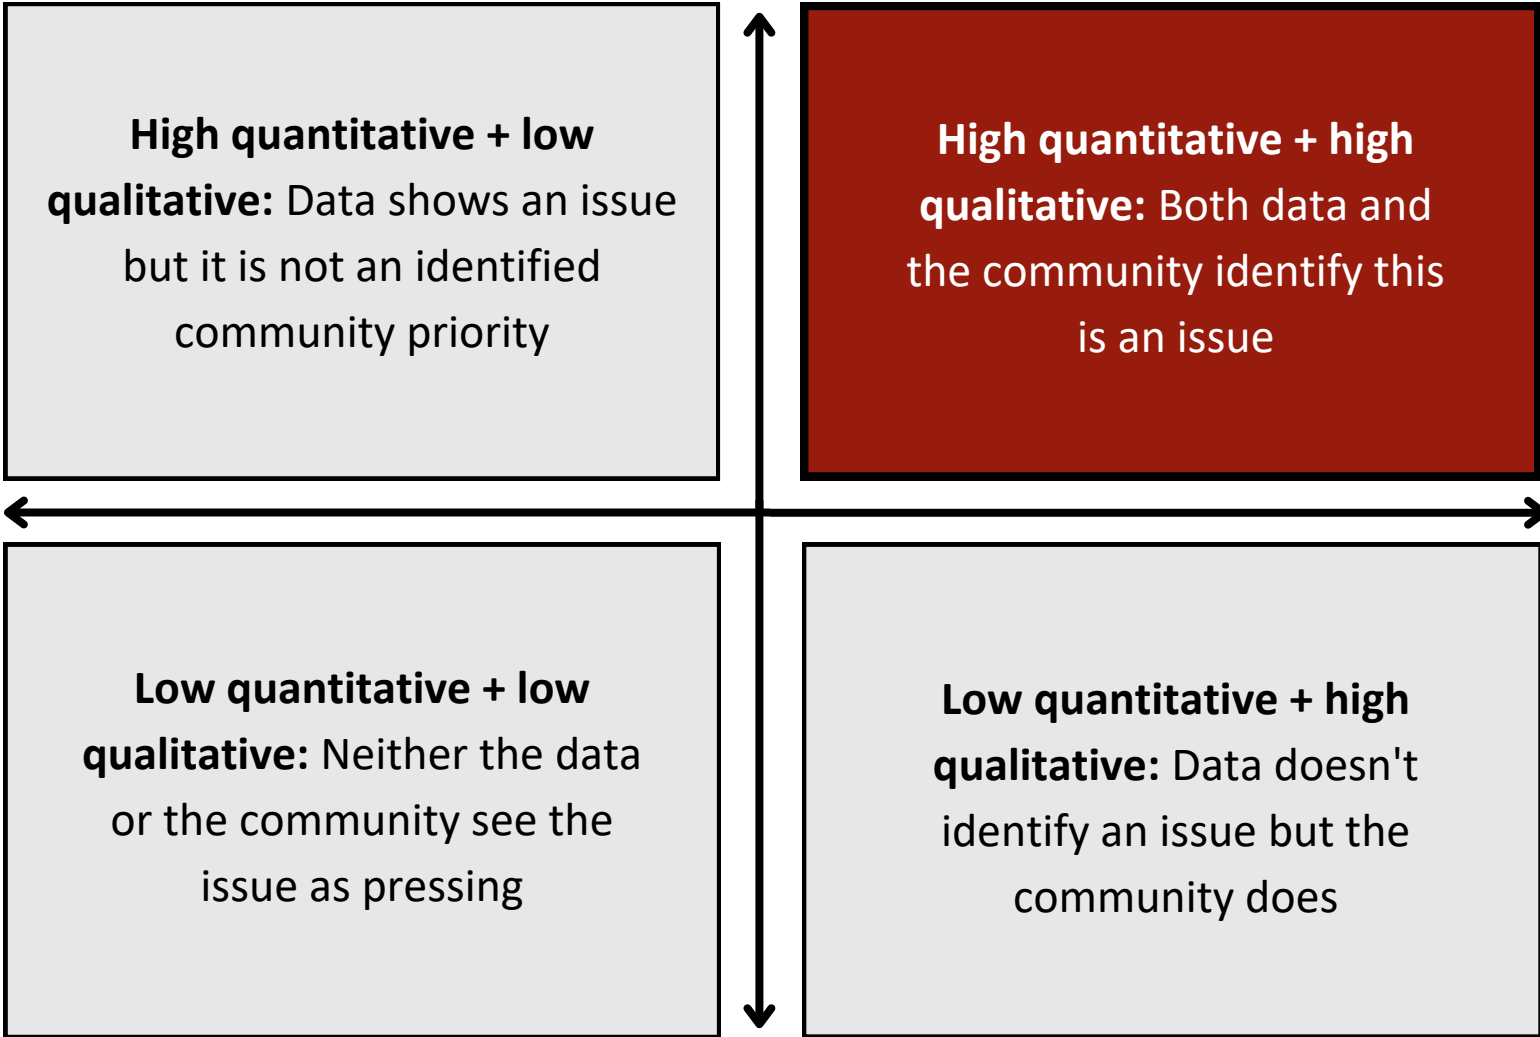 High quantitative + low
qualitative: Data shows an issue
but it is not an identified
community priority
High quantitative + high
qualitative: Both data and
the community identify this
is an issue
Low quantitative + low
qualitative: Neither the data
or the community see the
issue as pressing
Low quantitative + high
qualitative: Data doesn't
identify an issue but the
community does